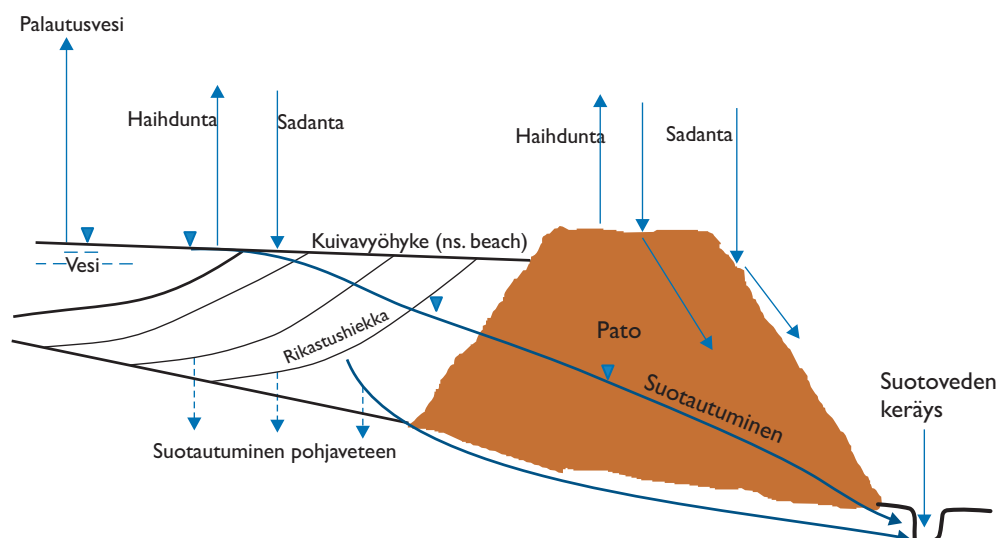 Palautusvesi
Haihdunta
Sadanta
Haihdunta
Sadanta
Kuivavyöhyke (ns. beach)
Vesi
Rikastushiekka
Pato
Suotautuminen
Suotoveden
keräys
Suotautuminen pohjaveteen